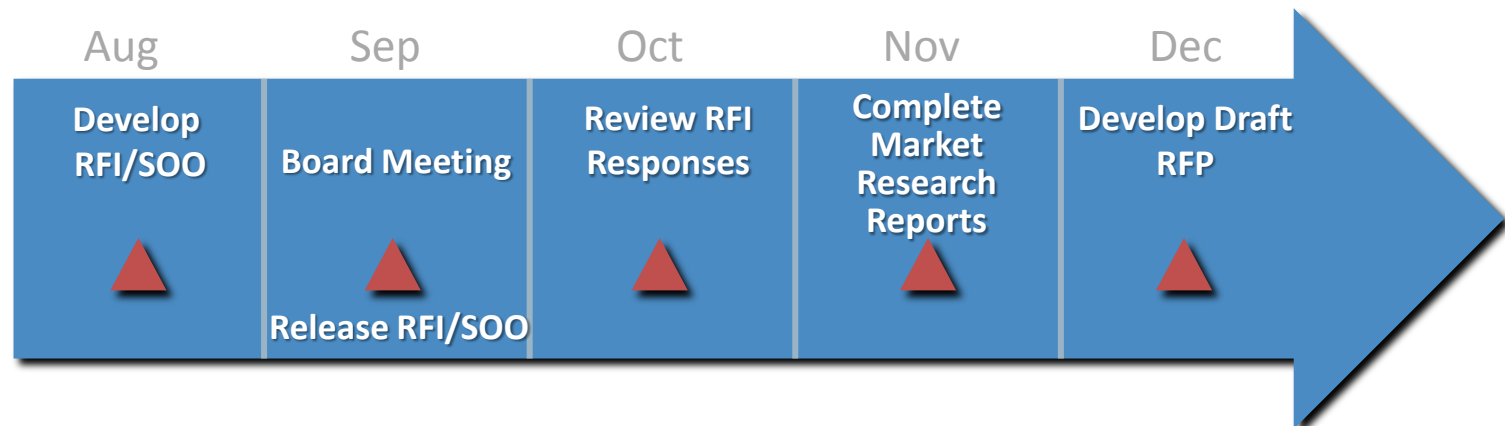 Aug
Sep
Oct
Nov
Dec
Develop
RFI/SOO
Board Meeting
Release RFI/SOO
Review RFI
Responses
Complete
Market
Research
Reports
Develop Draft
RFP